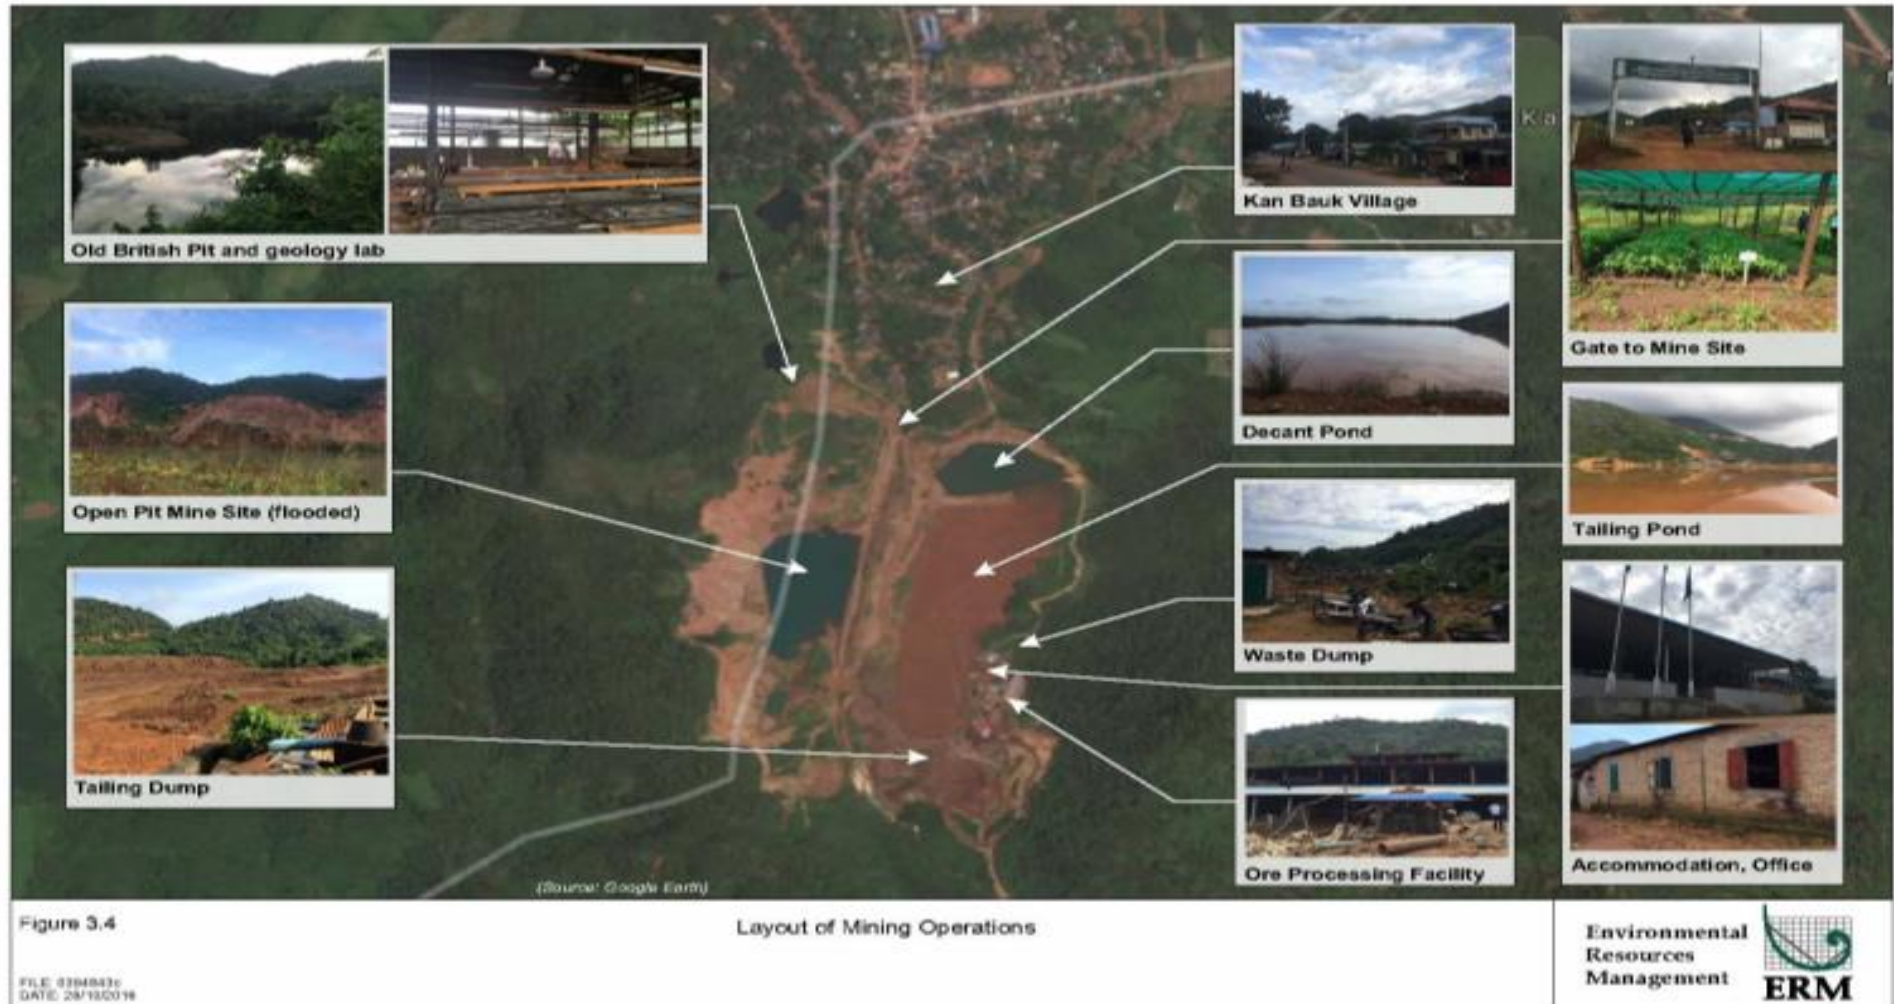 Old British Pit and geology lab
Kan Bauk Village
Gate to Mine Site
Decant Pond
Open Pit Mine Site (flooded)
Tailing Pond
Waste Dump
Tailing Dump
Ore Processing Facility
Accommodation, Office
(Source: Google Earth)
Figure 3.4
Layout of Mining Operations
Environmental
Resources
Management
ERM
FILE:
DATE: